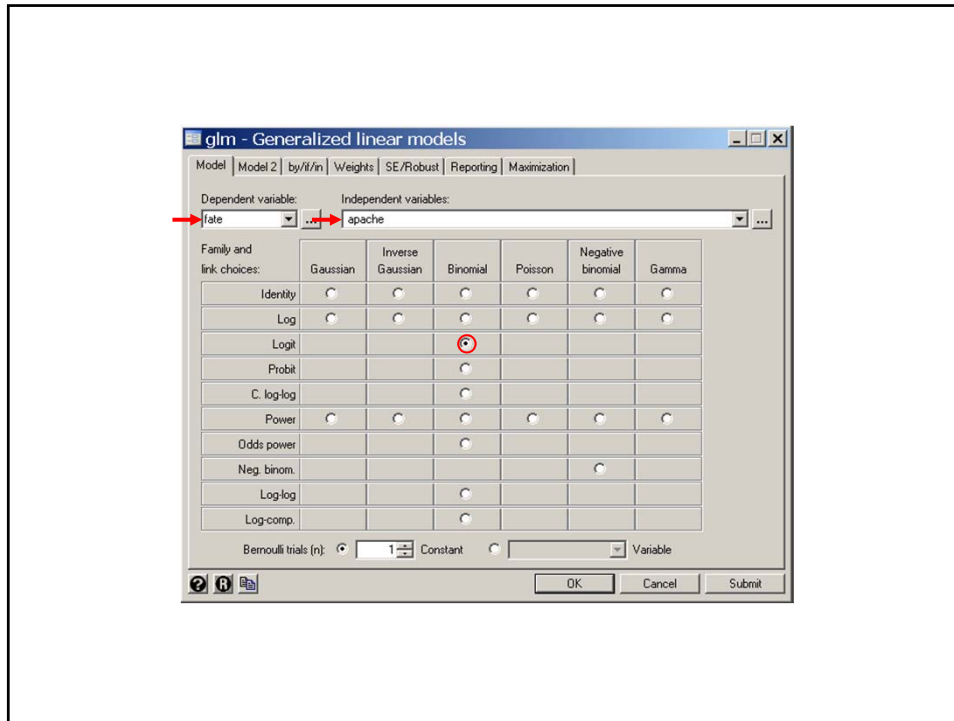 glm - Generalized linear models
Model Model 2 by/if/in Weights SE/Robust Reporting Maximization
Dependent variable: Independent variables:
fate ... apache ...
Family and Inverse Negative
link choices: Gaussian Gaussian Binomial Poisson binomial Gamma
Identity
Log
Logit
Probit
C. log-log
Power
Odds power
Neg. binom.
Log-log
Log-comp.
Bernoulli trials (n): 1 Constant Variable
? R OK Cancel Submit